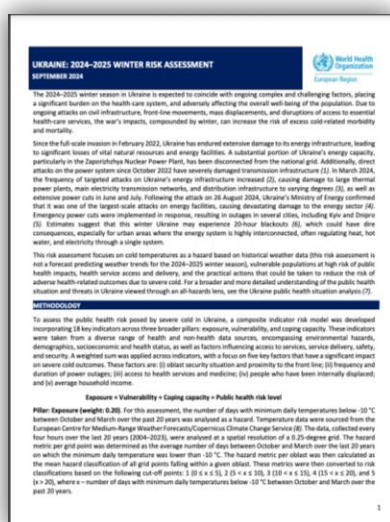 UKRAINE: 2024–2025 WINTER RISK ASSESSMENT
SEPTEMBER 2024
World Health
Organization
European Region
The 2024–2025 winter season in Ukraine is expected to coincide with ongoing complex and challenging factors, placing
a significant burden on the health-care system, and adversely affecting the overall well-being of the population. Due to
ongoing attacks on civil infrastructure, front-line movements, mass displacements, and disruptions of access to essential
health-care services, the war's impacts, compounded by winter, can increase the risk of excess cold-related morbidity
and mortality.
Since the full-scale invasion in February 2022, Ukraine has endured extensive damage to its energy infrastructure, leading
to significant losses of vital natural resources and energy facilities. A substantial portion of Ukraine's energy capacity,
particularly in the Zaporizhzhya Nuclear Power Plant, has been disconnected from the national grid. Additionally, direct
attacks on the power system since October 2022 have severely damaged transmission infrastructure (1). In March 2024,
the frequency of targeted attacks on Ukraine's energy infrastructure increased (2), causing damage to large thermal
power plants, main electricity transmission networks, and distribution infrastructure to varying degrees (3), as well as
extensive power cuts in June and July. Following the attack on 26 August 2024, Ukraine's Ministry of Energy confirmed
that it was one of the largest-scale attacks on energy facilities, causing devastating damage to the energy sector (4).
Emergency power cuts were implemented in response, resulting in outages in several cities, including Kyiv and Dnipro
(5). Estimates suggest that this winter Ukraine may experience 20-hour blackouts (6), which could have dire
consequences, especially for urban areas where the energy system is highly interconnected, often regulating heat, hot
water, and electricity through a single system.
This risk assessment focuses on cold temperatures as a hazard based on historical weather data (this risk assessment is
not a forecast predicting weather trends for the 2024–2025 winter season), vulnerable populations at high risk of public
health impacts, health service access and delivery, and the practical actions that could be taken to reduce the risk of
adverse health-related outcomes due to severe cold. For a broader and more detailed understanding of the public health
situation and threats in Ukraine viewed through an all-hazards lens, see the Ukraine public health situation analysis (7).
METHODOLOGY
To assess the public health risk posed by severe cold in Ukraine, a composite indicator risk model was developed
incorporating 18 key indicators across three broader pillars: exposure, vulnerability, and coping capacity. These indicators
were taken from a diverse range of health and non-health data sources, encompassing environmental hazards,
demographics, socioeconomic and health status, as well as factors influencing access to services, service delivery, safety,
and security. A weighted sum was applied across indicators, with a focus on five key factors that have a significant impact
on severe cold outcomes. These factors are: (i) oblast security situation and proximity to the front line; (ii) frequency and
duration of power outages; (iii) access to health services and medicine; (iv) people who have been internally displaced;
and (v) average household income.
Exposure + Vulnerability + Coping capacity = Public health risk level
Pillar: Exposure (weight: 0.20). For this assessment, the number of days with minimum daily temperatures below -10 °C
between October and March over the past 20 years was analysed as a hazard. Temperature data were sourced from the
European Centre for Medium-Range Weather Forecasts/Copernicus Climate Change Service (8). The data, collected every
four hours over the last 20 years (2004–2023), were analysed at a spatial resolution of a 0.25-degree grid. The hazard
metric per grid point was determined as the average number of days between October and March over the last 20 years
on which the minimum daily temperature was lower than -10 °C. The hazard metric per oblast was then calculated as
the mean hazard classification of all grid points falling within a given oblast. These metrics were then converted to risk
classifications based on the following cut-off points: 1 (0 ≤ x ≤ 5), 2 (5 < x ≤ 10), 3 (10 < x ≤ 15), 4 (15 < x ≤ 20), and 5
(x > 20), where x – number of days with minimum daily temperatures below -10 °C between October and March over the
past 20 years.
1